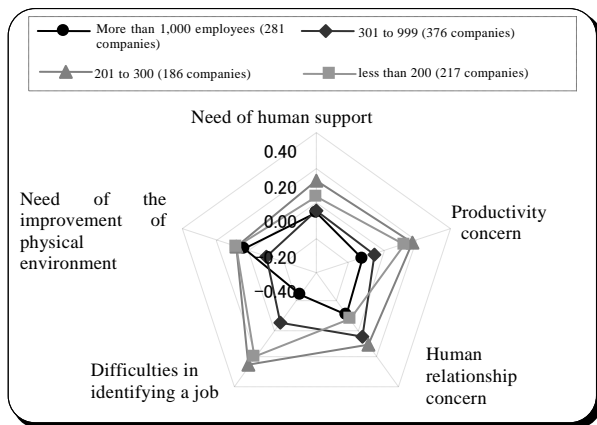 More than 1,000 employees (281
companies)
301 to 999 (376 companies)
201 to 300 (186 companies)
less than 200 (217 companies)
Need of human support
0.40
0.20
0.00
-0.20
−0.40
Need of the
improvement of
physical
environment
Productivity
concern
Difficulties in
identifying a job
Human
relationship
concern